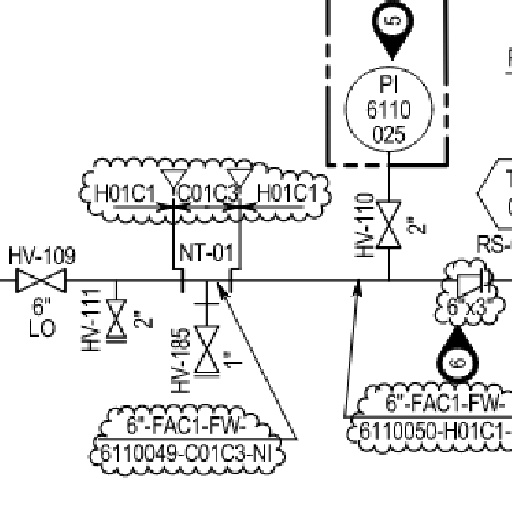 5
PI
6110
025
H01C1
C01C3
H01C1
HV-110
2"
NT-01
RS-
HV-109
6"
LO
HV-111
2"
HV-185
1"
6"x3"
6
6"-FAC1-FW-
6110049-C01C3-NI
6"-FAC1-FW-
6110050-H01C1-